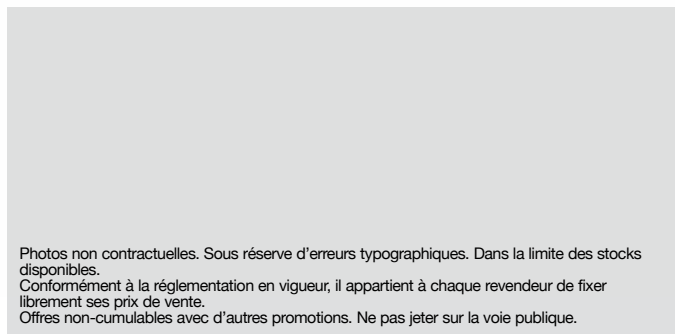 Photos non contractuelles. Sous réserve d’erreurs typographiques. Dans la limite des stocks
disponibles.
Conformément à la réglementation en vigueur, il appartient à chaque revendeur de fixer
librement ses prix de vente.
Offres non-cumulables avec d’autres promotions. Ne pas jeter sur la voie publique.